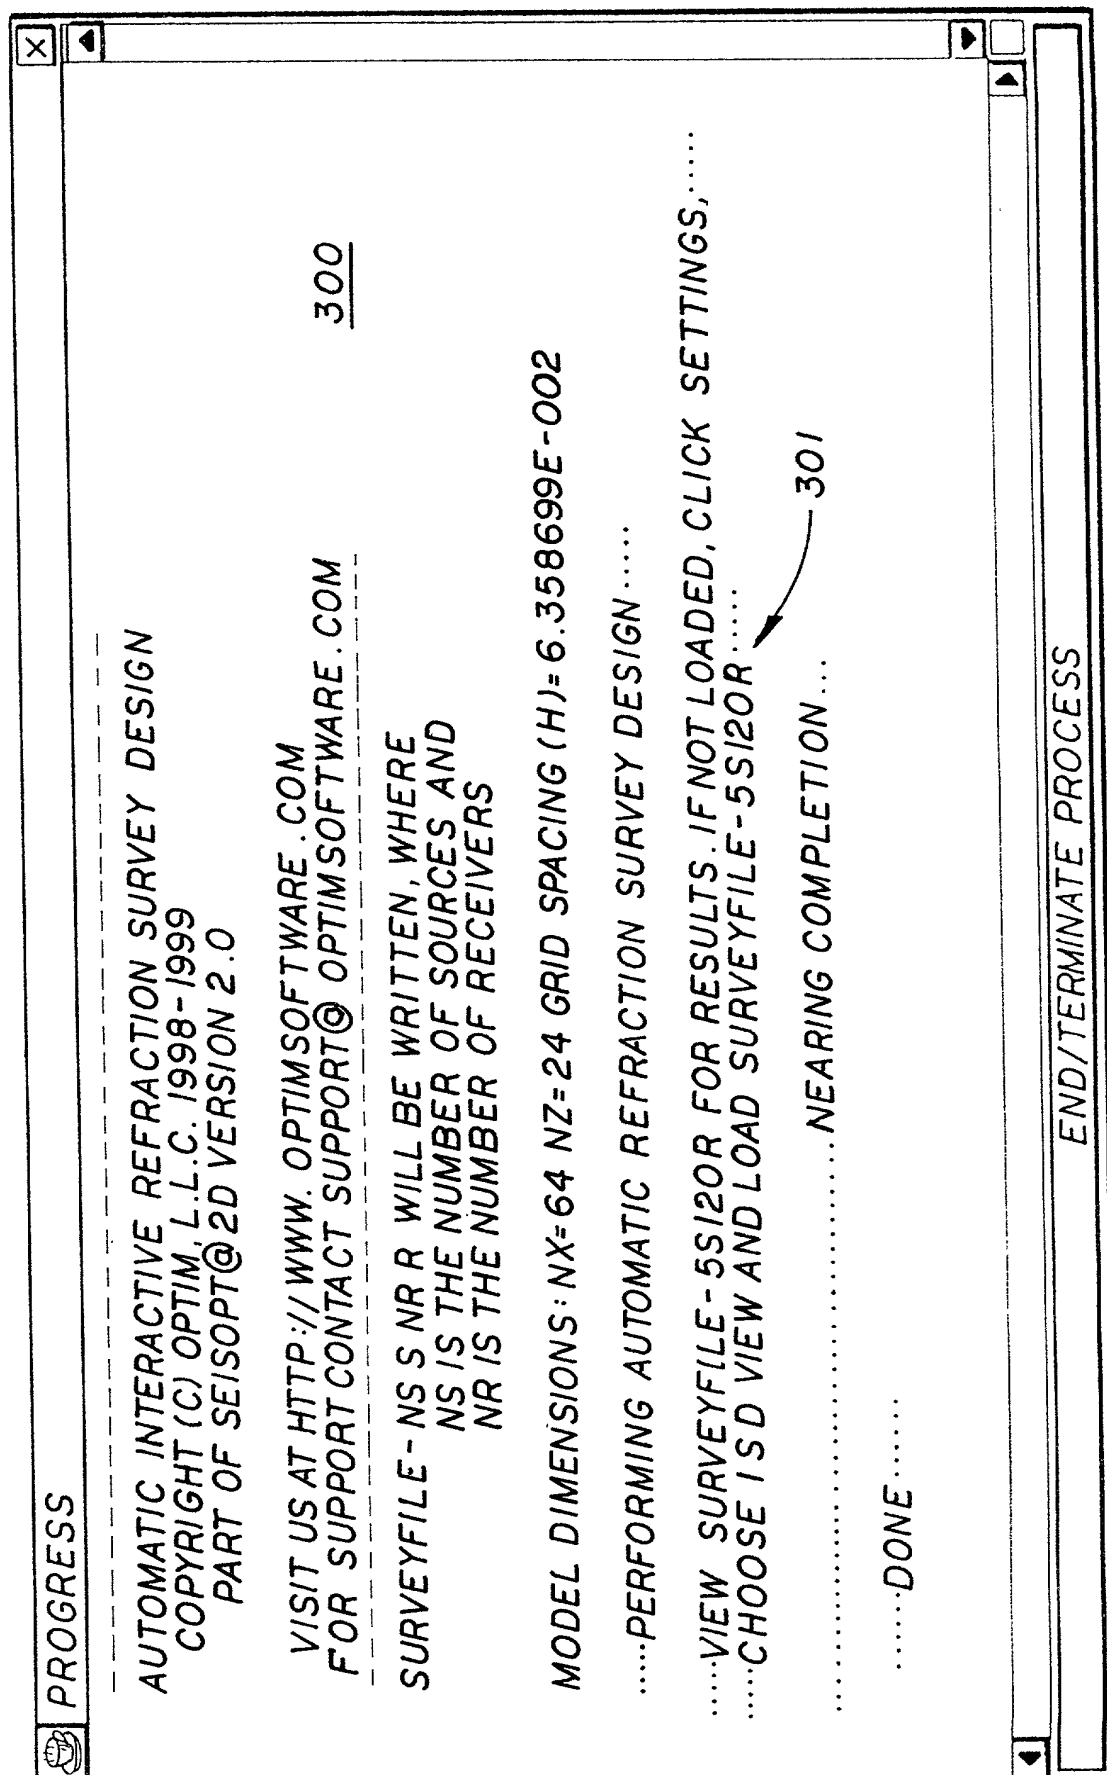 PROGRESS
X
AUTOMATIC INTERACTIVE REFRACTION SURVEY DESIGN
COPYRIGHT (C) OPTIM, L.L.C. 1998-1999
PART OF SEISOPT@2D VERSION 2.0
VISIT US AT HTTP://WWW. OPTIMSOFTWARE.COM
FOR SUPPORT CONTACT SUPPORT@ OPTIMSOFTWARE.COM
300
SURVEYFILE-NS S NR R WILL BE WRITTEN, WHERE
NS IS THE NUMBER OF SOURCES AND
NR IS THE NUMBER OF RECEIVERS
MODEL DIMENSIONS: NX=64 NZ=24 GRID SPACING (H)= 6.358699E-002
.....PERFORMING AUTOMATIC REFRACTION SURVEY DESIGN......
.....VIEW SURVEYFILE-5S120R FOR RESULTS. IF NOT LOADED, CLICK SETTINGS,.....
.....CHOOSE ISD VIEW AND LOAD SURVEYFILE-5S120R.....
301
..............................NEARING COMPLETION...
......DONE......
END/TERMINATE PROCESS